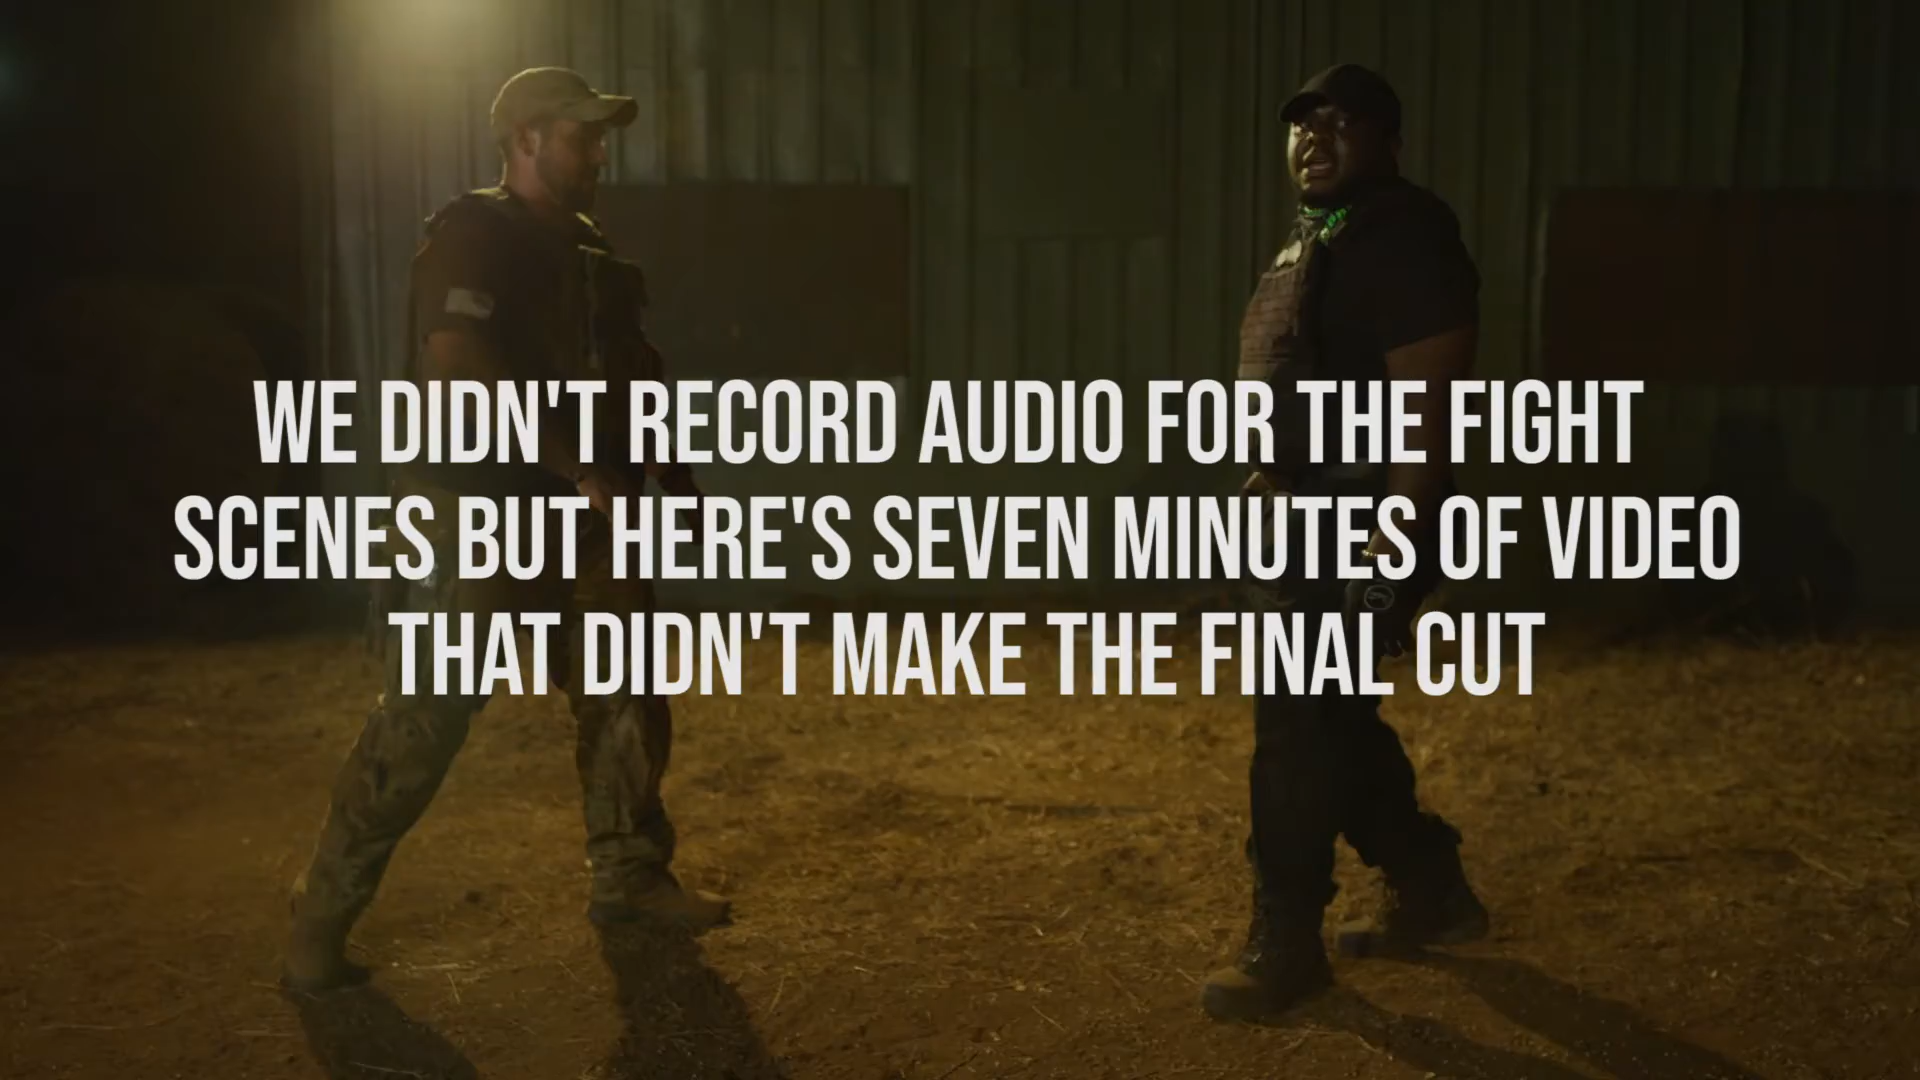 WE DIDN'T RECORD AUDIO FOR THE FIGHT
SCENES BUT HERE'S SEVEN MINUTES OF VIDEO
THAT DIDN'T MAKE THE FINAL CUT